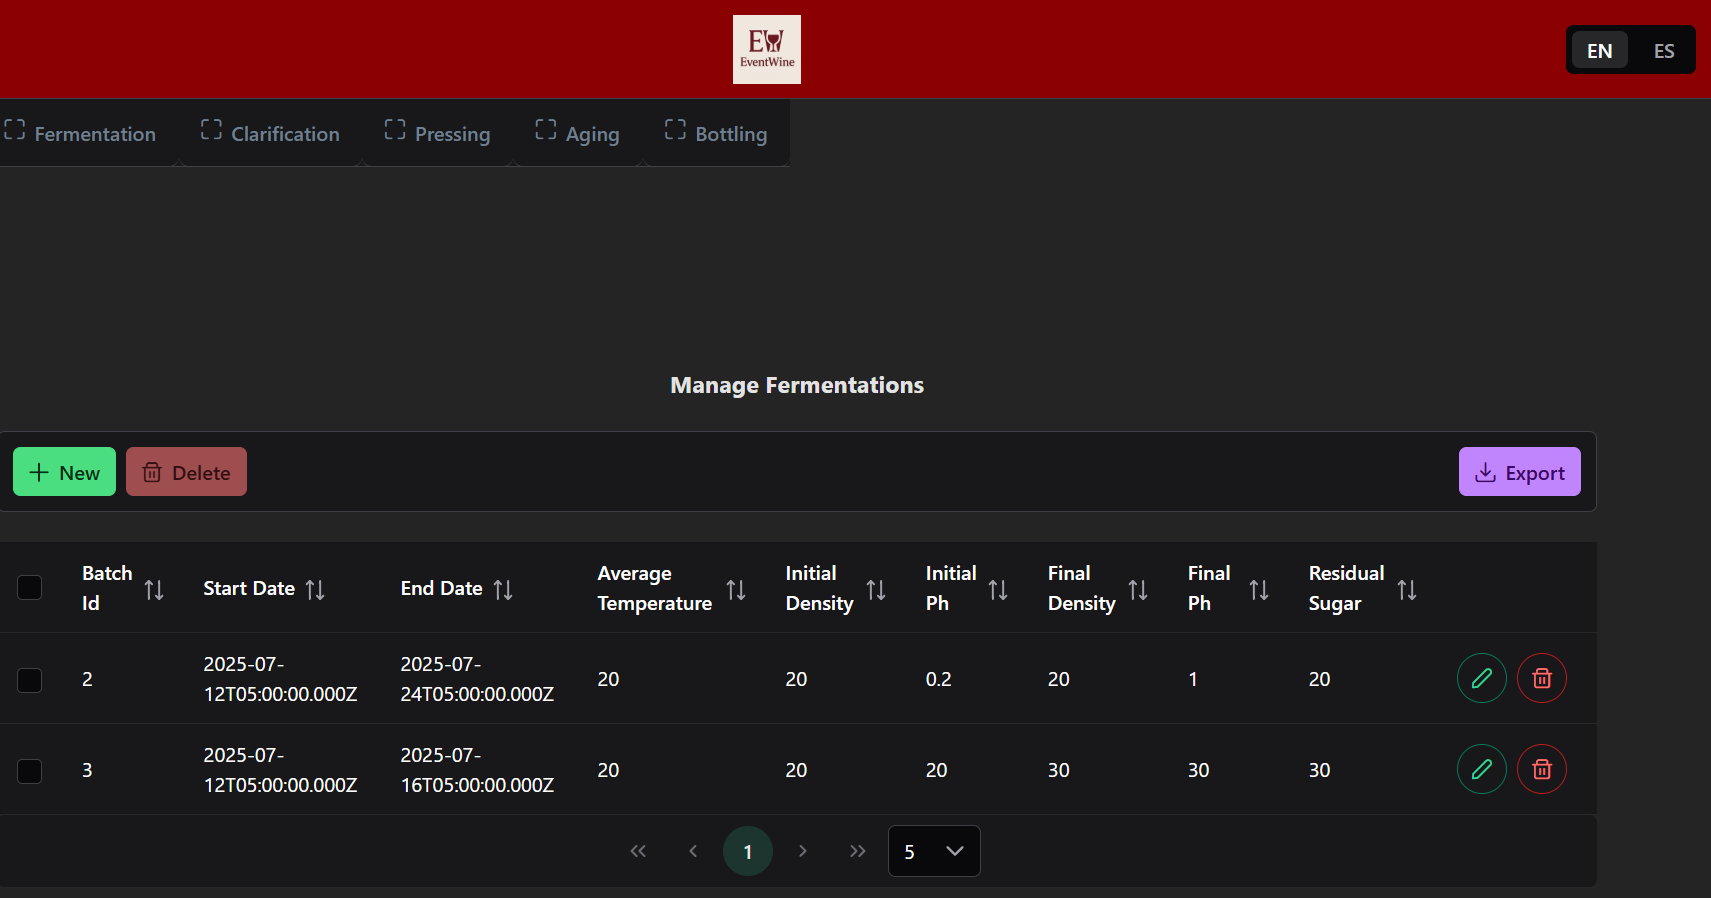 EW
EventWine
EN ES
Fermentation Clarification Pressing Aging Bottling
Manage Fermentations
New Delete Export
Batch Id Start Date End Date Average Temperature Initial Density Initial Ph Final Density Final Ph Residual Sugar
2 2025-07-12T05:00:00.000Z 2025-07-24T05:00:00.000Z 20 20 0.2 20 1 20
3 2025-07-12T05:00:00.000Z 2025-07-16T05:00:00.000Z 20 20 20 30 30 30
1 5